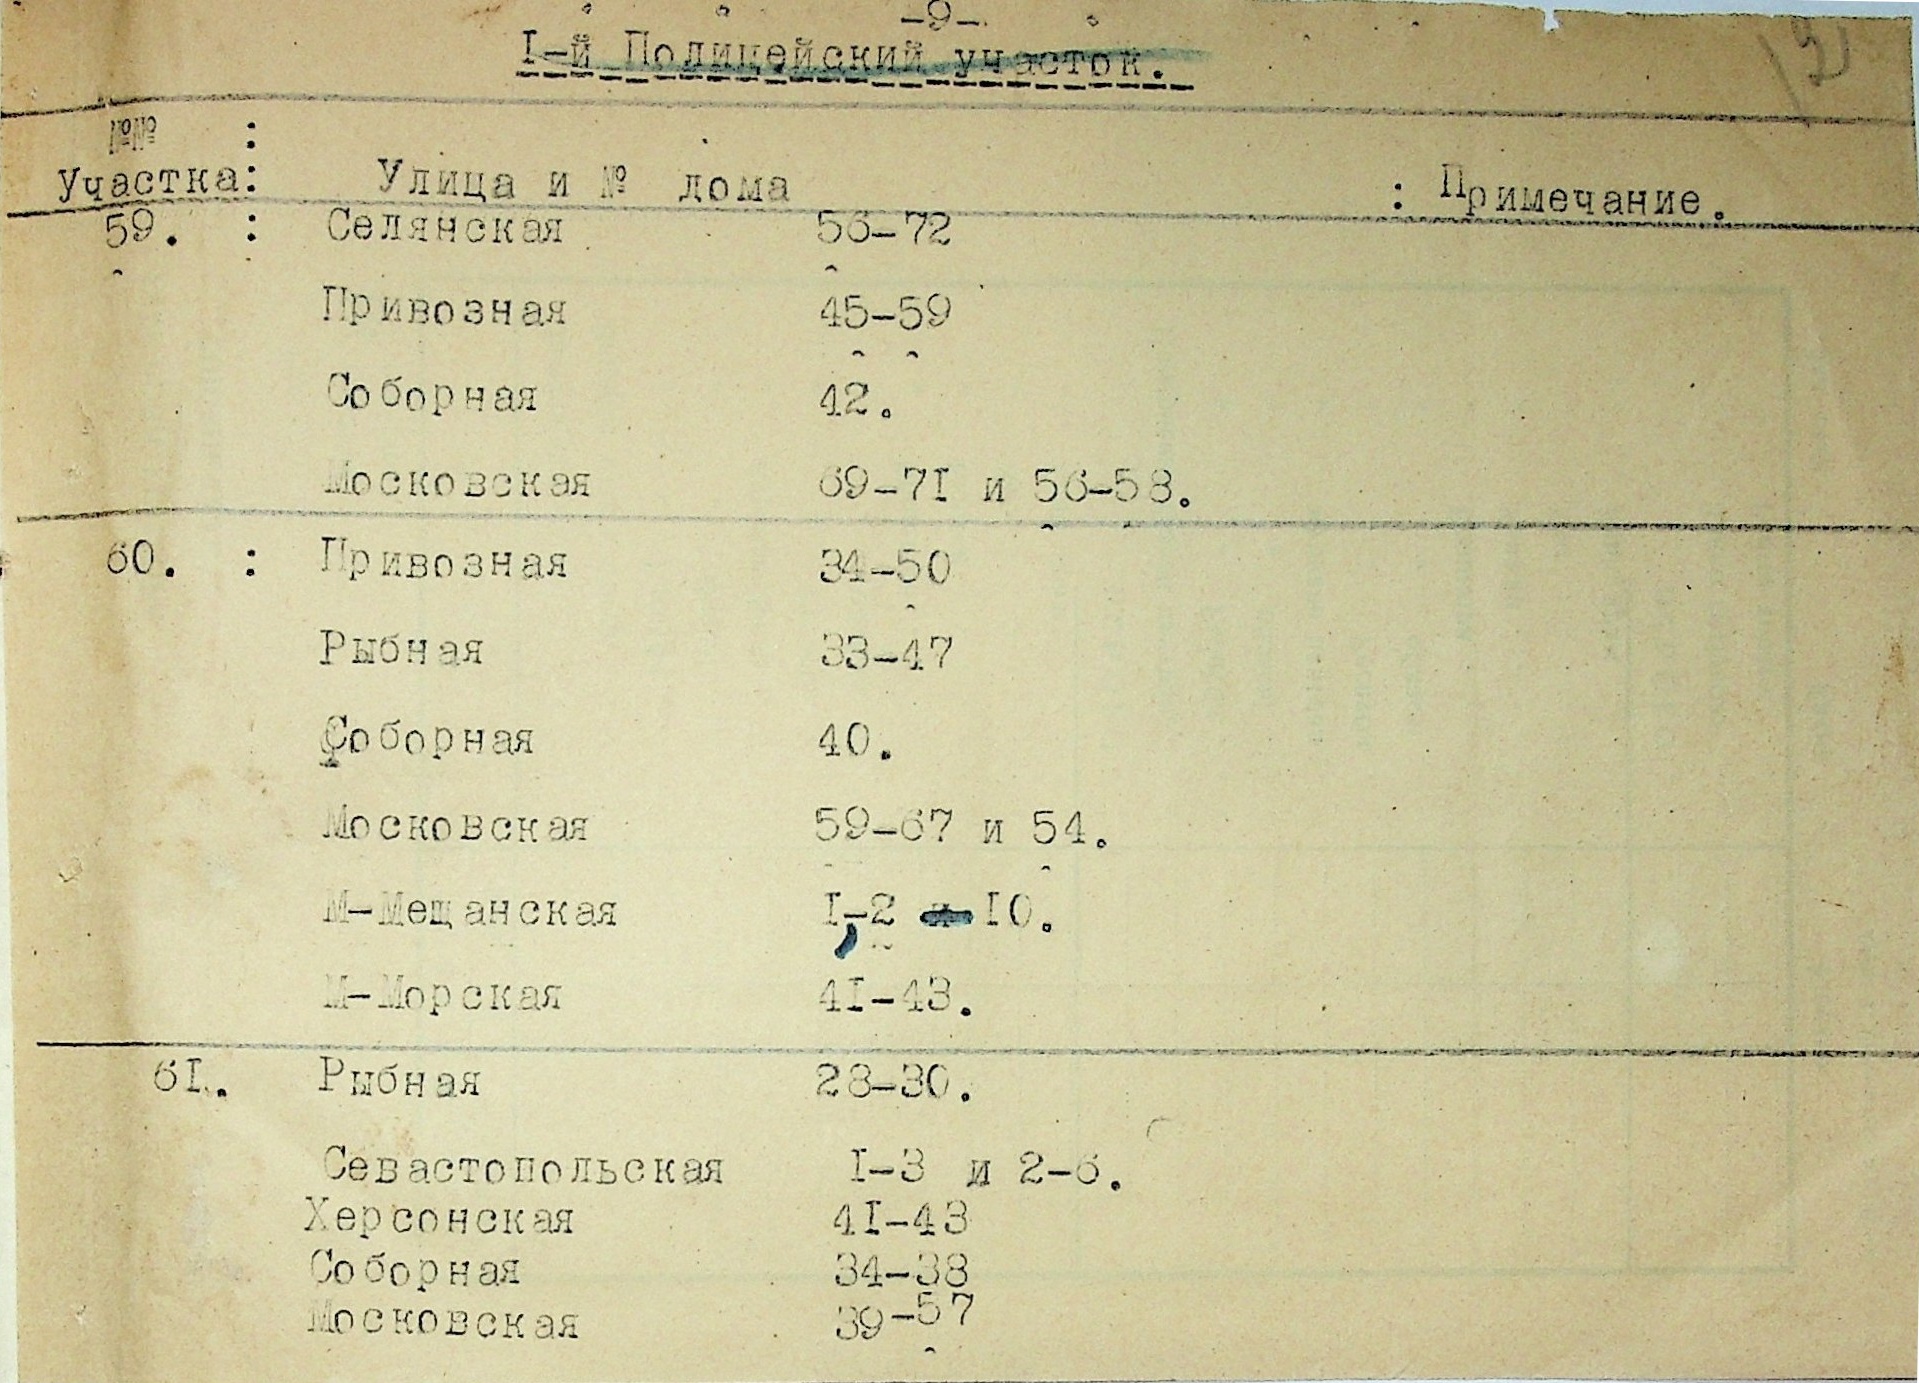 -9-
I-й Полицейский участок.
№№ :
участка: Улица и № дома : Примечание.
59. : Селянская 56-72
Привозная 45-59
Соборная 42.
Московская 69-71 и 56-58.
60. : Привозная 34-50
Рыбная 33-47
Соборная 40.
Московская 59-67 и 54.
М-Мещанская I-2 10.
М-Морская 4I-43.
6I. Рыбная 28-30.
Севастопольская I-3 и 2-6.
Херсонская 4I-43
Соборная 34-38
Московская 39-57